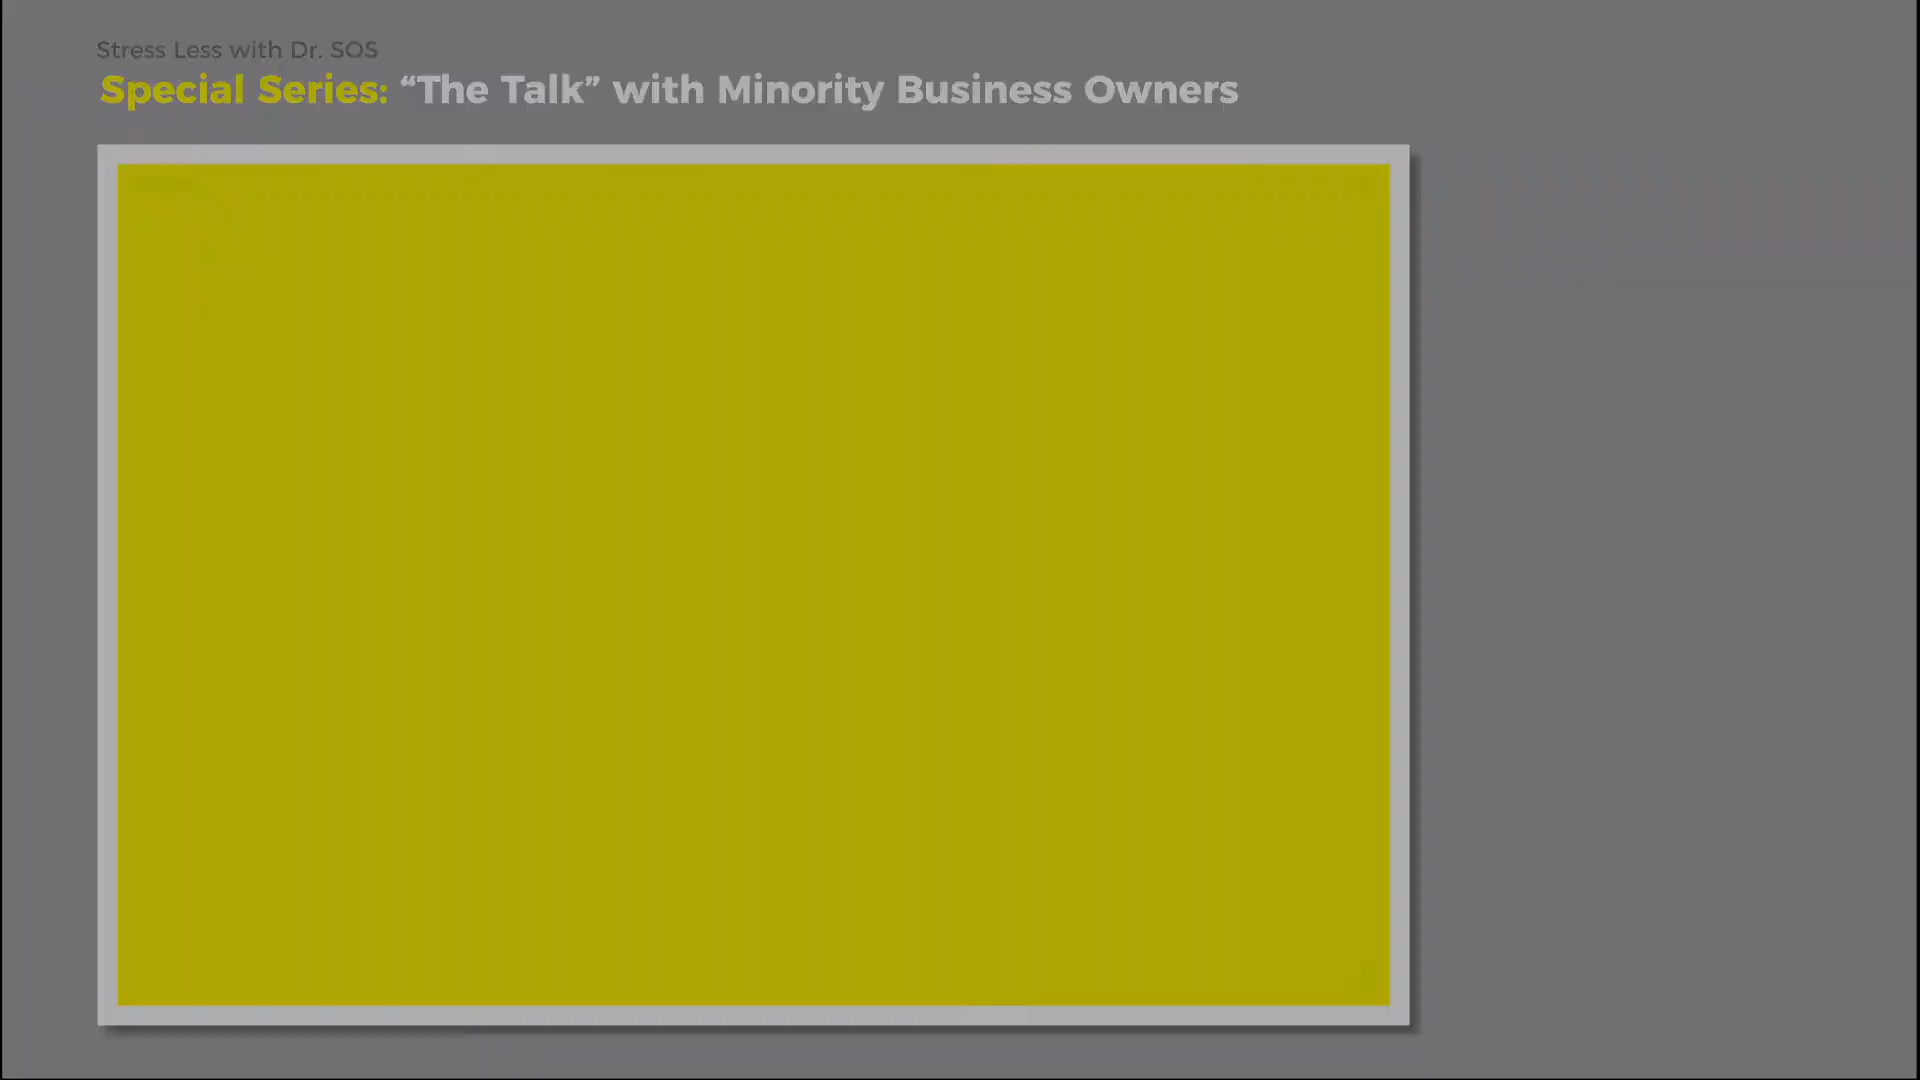 Stress Less with Dr. SOS
Special Series: “The Talk” with Minority Business Owners